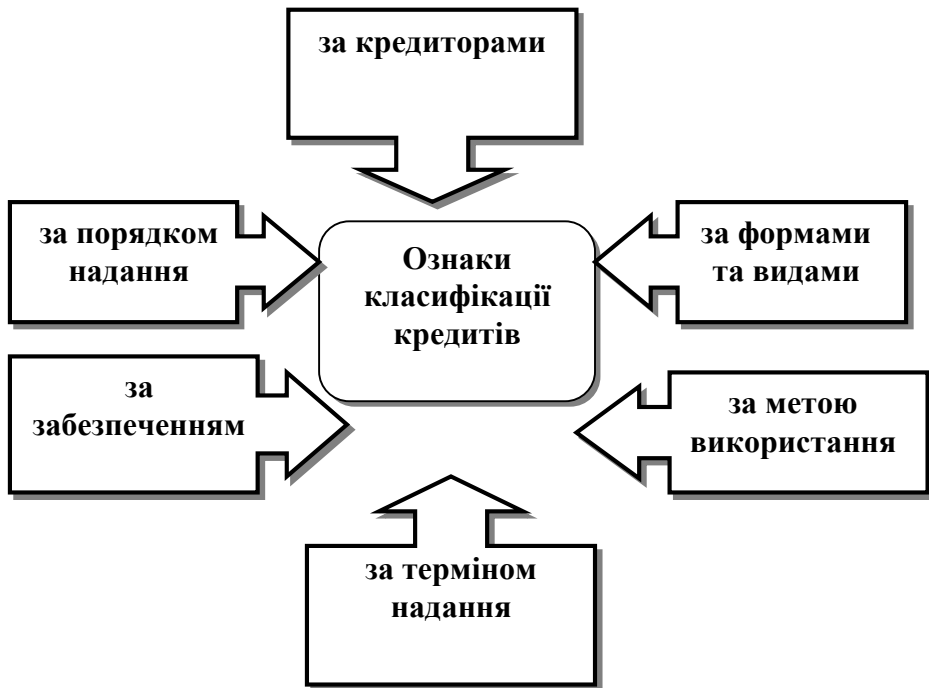 за кредиторами
за порядком
надання
Ознаки
класифікації
кредитів
за формами
та видами
за
забезпеченням
за метою
використання
за терміном
надання